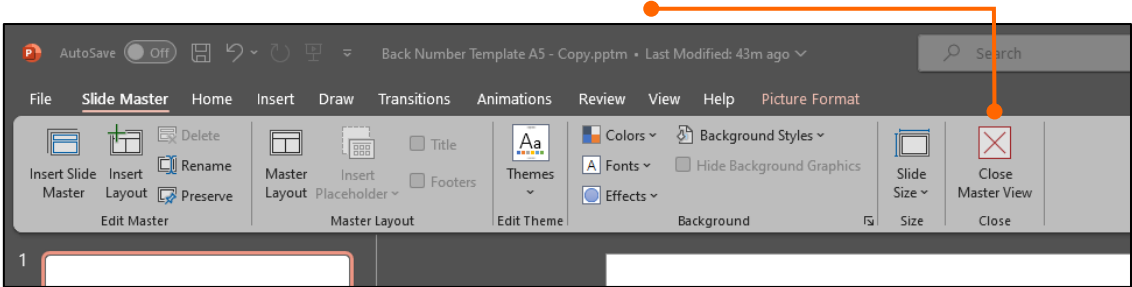 AutoSave Off Back Number Template A5 - Copy.pptm • Last Modified: 43m ago Search
File Slide Master Home Insert Draw Transitions Animations Review View Help Picture Format
Insert Slide Master
Insert Layout
Delete
Rename
Preserve
Edit Master
Master Layout
Insert Placeholder
Title
Footers
Master Layout
Aa
Themes
Edit Theme
Colors
A Fonts
Effects
Background Styles
Hide Background Graphics
Background
Slide Size
Size
Close Master View
Close
1